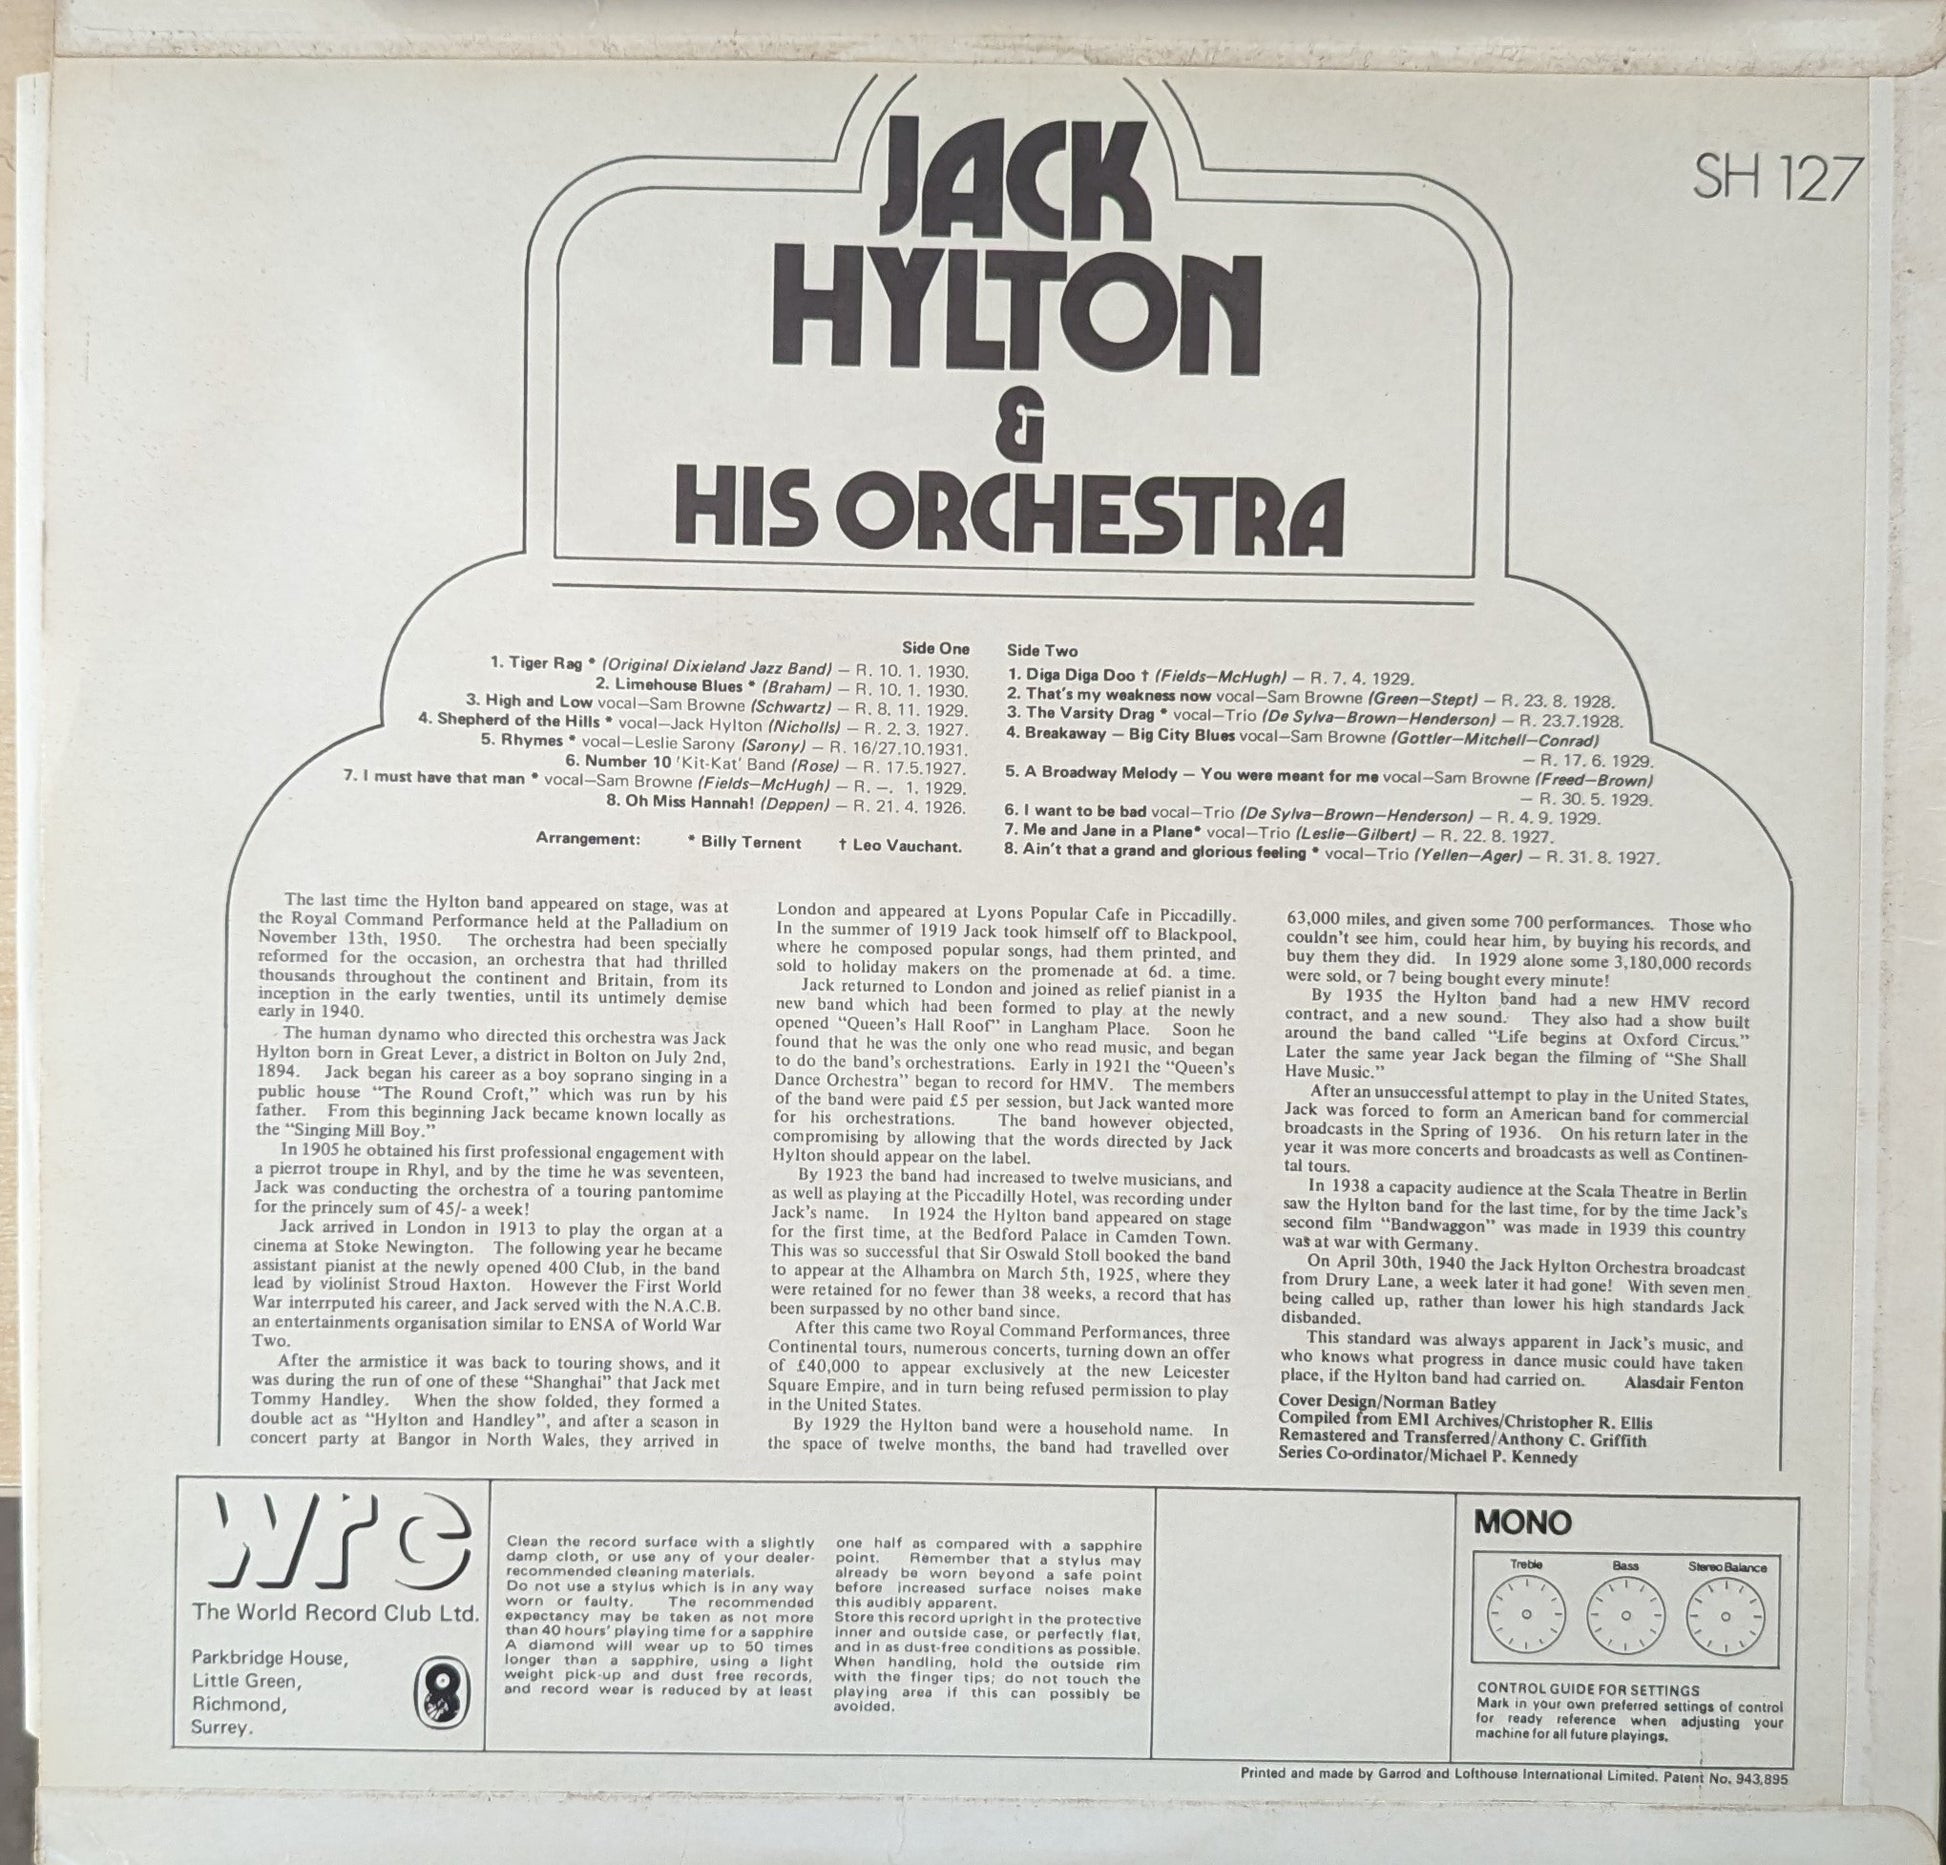 JACK
HYLTON
&
HIS ORCHESTRA
SH 127
Side One
1. Tiger Rag * (Original Dixieland Jazz Band) – R. 10. 1. 1930.
2. Limehouse Blues * (Braham) – R. 10. 1. 1930.
3. High and Low vocal–Sam Browne (Schwartz) – R. 8. 11. 1929.
4. Shepherd of the Hills * vocal–Jack Hylton (Nicholls) – R. 2. 3. 1927.
5. Rhymes * vocal–Leslie Sarony (Sarony) – R. 16/27.10.1931.
6. Number 10 'Kit-Kat' Band (Rose) – R. 17.5.1927.
7. I must have that man * vocal–Sam Browne (Fields–McHugh) – R. –. 1. 1929.
8. Oh Miss Hannah! (Deppen) – R. 21. 4. 1926.
Arrangement: * Billy Ternent † Leo Vauchant.
Side Two
1. Diga Diga Doo † (Fields–McHugh) – R. 7. 4. 1929.
2. That's my weakness now vocal–Sam Browne (Green–Stept) – R. 23. 8. 1928.
3. The Varsity Drag * vocal–Trio (De Sylva–Brown–Henderson) – R. 23.7.1928.
4. Breakaway – Big City Blues vocal–Sam Browne (Gottler–Mitchell–Conrad)
– R. 17. 6. 1929.
5. A Broadway Melody – You were meant for me vocal–Sam Browne (Freed–Brown)
– R. 30. 5. 1929.
6. I want to be bad vocal–Trio (De Sylva–Brown–Henderson) – R. 4. 9. 1929.
7. Me and Jane in a Plane* vocal–Trio (Leslie–Gilbert) – R. 22. 8. 1927.
8. Ain't that a grand and glorious feeling * vocal–Trio (Yellen–Ager) – R. 31. 8. 1927.
The last time the Hylton band appeared on stage, was at
the Royal Command Performance held at the Palladium on
November 13th, 1950. The orchestra had been specially
reformed for the occasion, an orchestra that had thrilled
thousands throughout the continent and Britain, from its
inception in the early twenties, until its untimely demise
early in 1940.
The human dynamo who directed this orchestra was Jack
Hylton born in Great Lever, a district in Bolton on July 2nd,
1894. Jack began his career as a boy soprano singing in a
public house "The Round Croft," which was run by his
father. From this beginning Jack became known locally as
the "Singing Mill Boy."
In 1905 he obtained his first professional engagement with
a pierrot troupe in Rhyl, and by the time he was seventeen,
Jack was conducting the orchestra of a touring pantomime
for the princely sum of 45/- a week!
Jack arrived in London in 1913 to play the organ at a
cinema at Stoke Newington. The following year he became
assistant pianist at the newly opened 400 Club, in the band
lead by violinist Stroud Haxton. However the First World
War interrputed his career, and Jack served with the N.A.C.B.
an entertainments organisation similar to ENSA of World War
Two.
After the armistice it was back to touring shows, and it
was during the run of one of these "Shanghai" that Jack met
Tommy Handley. When the show folded, they formed a
double act as "Hylton and Handley", and after a season in
concert party at Bangor in North Wales, they arrived in
London and appeared at Lyons Popular Cafe in Piccadilly.
In the summer of 1919 Jack took himself off to Blackpool,
where he composed popular songs, had them printed, and
sold to holiday makers on the promenade at 6d. a time.
Jack returned to London and joined as relief pianist in a
new band which had been formed to play at the newly
opened "Queen's Hall Roof" in Langham Place. Soon he
found that he was the only one who read music, and began
to do the band's orchestrations. Early in 1921 the "Queen's
Dance Orchestra" began to record for HMV. The members
of the band were paid £5 per session, but Jack wanted more
for his orchestrations. The band however objected,
compromising by allowing that the words directed by Jack
Hylton should appear on the label.
By 1923 the band had increased to twelve musicians, and
as well as playing at the Piccadilly Hotel, was recording under
Jack's name. In 1924 the Hylton band appeared on stage
for the first time, at the Bedford Palace in Camden Town.
This was so successful that Sir Oswald Stoll booked the band
to appear at the Alhambra on March 5th, 1925, where they
were retained for no fewer than 38 weeks, a record that has
been surpassed by no other band since.
After this came two Royal Command Performances, three
Continental tours, numerous concerts, turning down an offer
of £40,000 to appear exclusively at the new Leicester
Square Empire, and in turn being refused permission to play
in the United States.
By 1929 the Hylton band were a household name. In
the space of twelve months, the band had travelled over
63,000 miles, and given some 700 performances. Those who
couldn't see him, could hear him, by buying his records, and
buy them they did. In 1929 alone some 3,180,000 records
were sold, or 7 being bought every minute!
By 1935 the Hylton band had a new HMV record
contract, and a new sound. They also had a show built
around the band called "Life begins at Oxford Circus."
Later the same year Jack began the filming of "She Shall
Have Music."
After an unsuccessful attempt to play in the United States,
Jack was forced to form an American band for commercial
broadcasts in the Spring of 1936. On his return later in the
year it was more concerts and broadcasts as well as Continen-
tal tours.
In 1938 a capacity audience at the Scala Theatre in Berlin
saw the Hylton band for the last time, for by the time Jack's
second film "Bandwaggon" was made in 1939 this country
was at war with Germany.
On April 30th, 1940 the Jack Hylton Orchestra broadcast
from Drury Lane, a week later it had gone! With seven men
being called up, rather than lower his high standards Jack
disbanded.
This standard was always apparent in Jack's music, and
who knows what progress in dance music could have taken
place, if the Hylton band had carried on. Alasdair Fenton
Cover Design/Norman Batley
Compiled from EMI Archives/Christopher R. Ellis
Remastered and Transferred/Anthony C. Griffith
Series Co-ordinator/Michael P. Kennedy
wrc
The World Record Club Ltd.
Parkbridge House,
Little Green,
Richmond,
Surrey.
8
Clean the record surface with a slightly
damp cloth, or use any of your dealer-
recommended cleaning materials.
Do not use a stylus which is in any way
worn or faulty. The recommended
expectancy may be taken as not more
than 40 hours' playing time for a sapphire
A diamond will wear up to 50 times
longer than a sapphire, using a light
weight pick-up and dust free records,
and record wear is reduced by at least
one half as compared with a sapphire
point. Remember that a stylus may
already be worn beyond a safe point
before increased surface noises make
this audibly apparent.
Store this record upright in the protective
inner and outside case, or perfectly flat,
and in as dust-free conditions as possible.
When handling, hold the outside rim
with the finger tips; do not touch the
playing area if this can possibly be
avoided.
MONO
Treble Bass Stereo Balance
CONTROL GUIDE FOR SETTINGS
Mark in your own preferred settings of control
for ready reference when adjusting your
machine for all future playings.
Printed and made by Garrod and Lofthouse International Limited. Patent No. 943,895